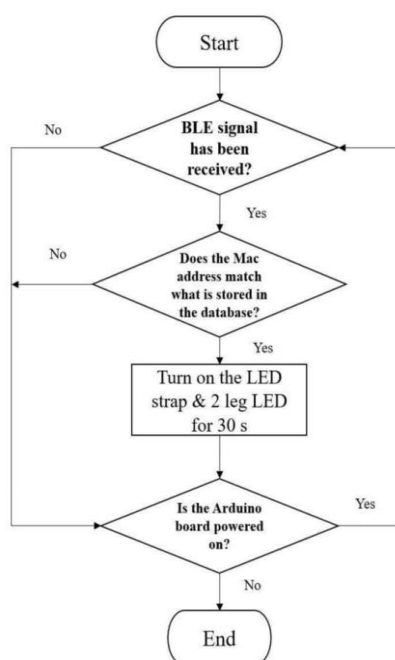 Start
No
BLE signal
has been
received?
Yes
No
Does the Mac
address match
what is stored in
the database?
Yes
Turn on the LED
strap & 2 leg LED
for 30 s
Is the Arduino
board powered
on?
Yes
No
End